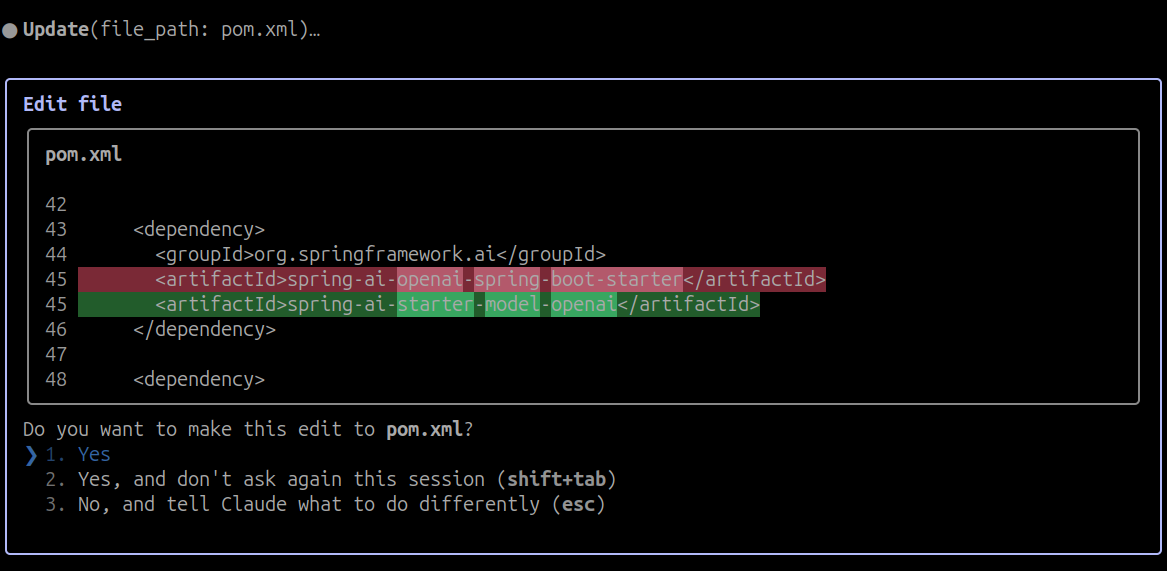 ● Update(file_path: pom.xml)…
Edit file
pom.xml
42
43      <dependency>
44        <groupId>org.springframework.ai</groupId>
45        <artifactId>spring-ai-openai-spring-boot-starter</artifactId>
45        <artifactId>spring-ai-starter-model-openai</artifactId>
46      </dependency>
47
48      <dependency>
Do you want to make this edit to pom.xml?
❯ 1. Yes
2. Yes, and don't ask again this session (shift+tab)
3. No, and tell Claude what to do differently (esc)